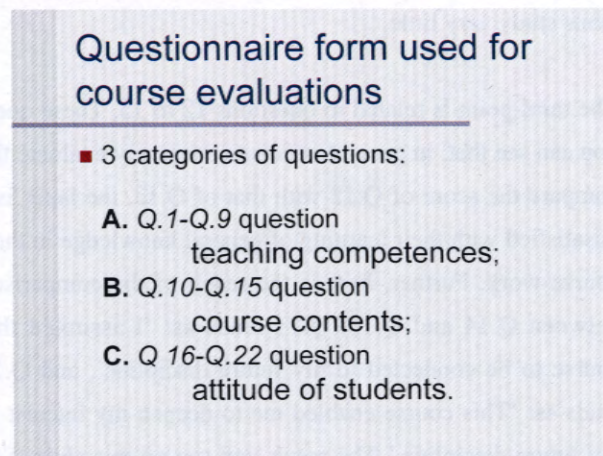 Questionnaire form used for
course evaluations
3 categories of questions:
A. Q.1-Q.9 question
teaching competences;
B. Q.10-Q.15 question
course contents;
C. Q 16-Q.22 question
attitude of students.